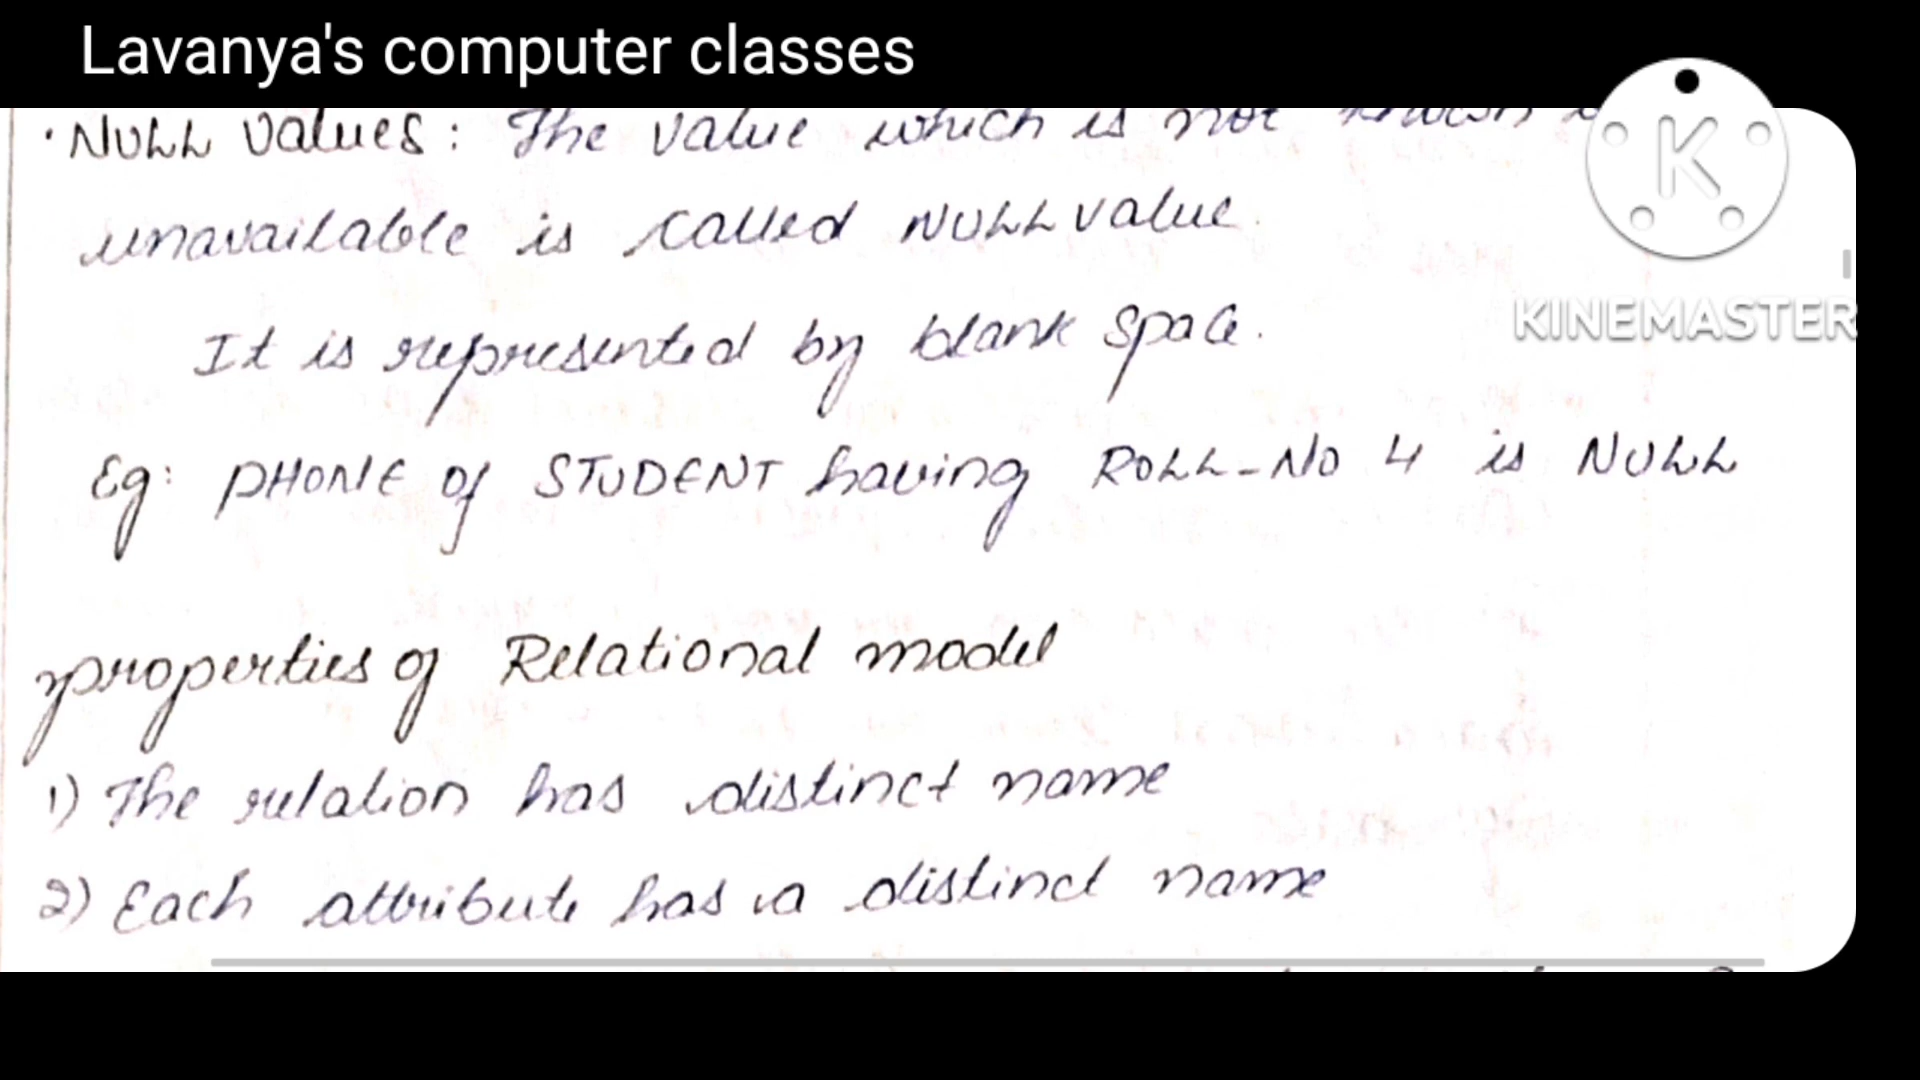 Lavanya's computer classes
• NULL values: The value which is not known
unavailable is called NULL value.
It is represented by blank space.
Eg: PHONE of STUDENT having ROLL-NO 4 is NULL
properties of Relational model
1) The relation has distinct name
2) Each attribute has a distinct name
K
KINEMASTER